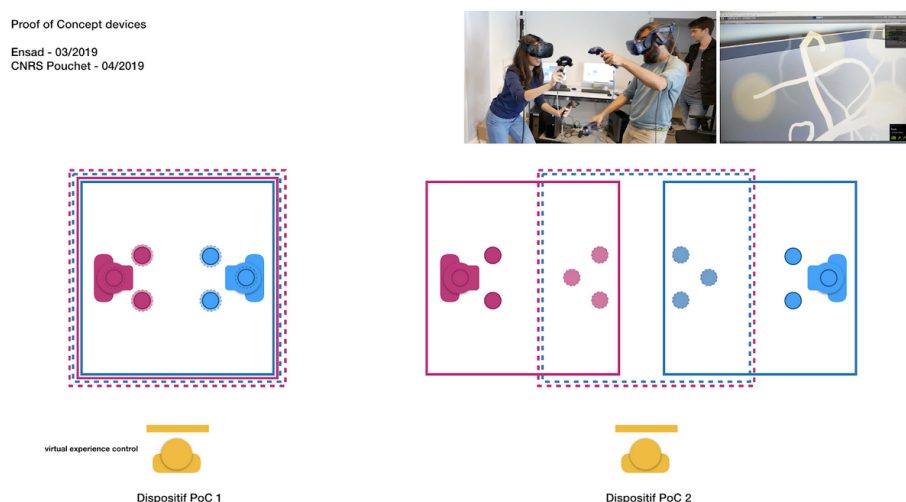 Proof of Concept devices
Ensad - 03/2019
CNRS Pouchet - 04/2019
virtual experience control
Dispositif PoC 1
Dispositif PoC 2